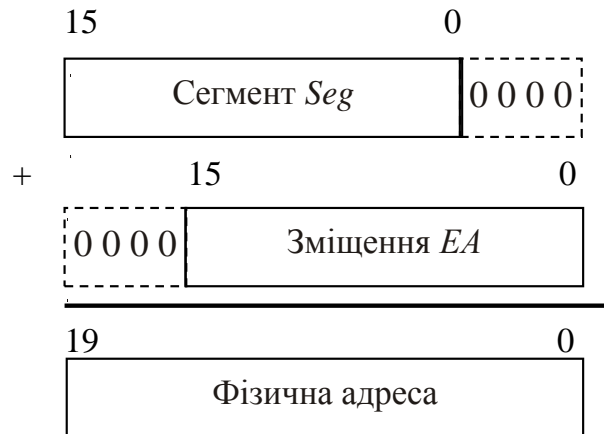 15 0
Сегмент Seg 0 0 0 0
+ 15 0
0 0 0 0 Зміщення EA
19 0
Фізична адреса